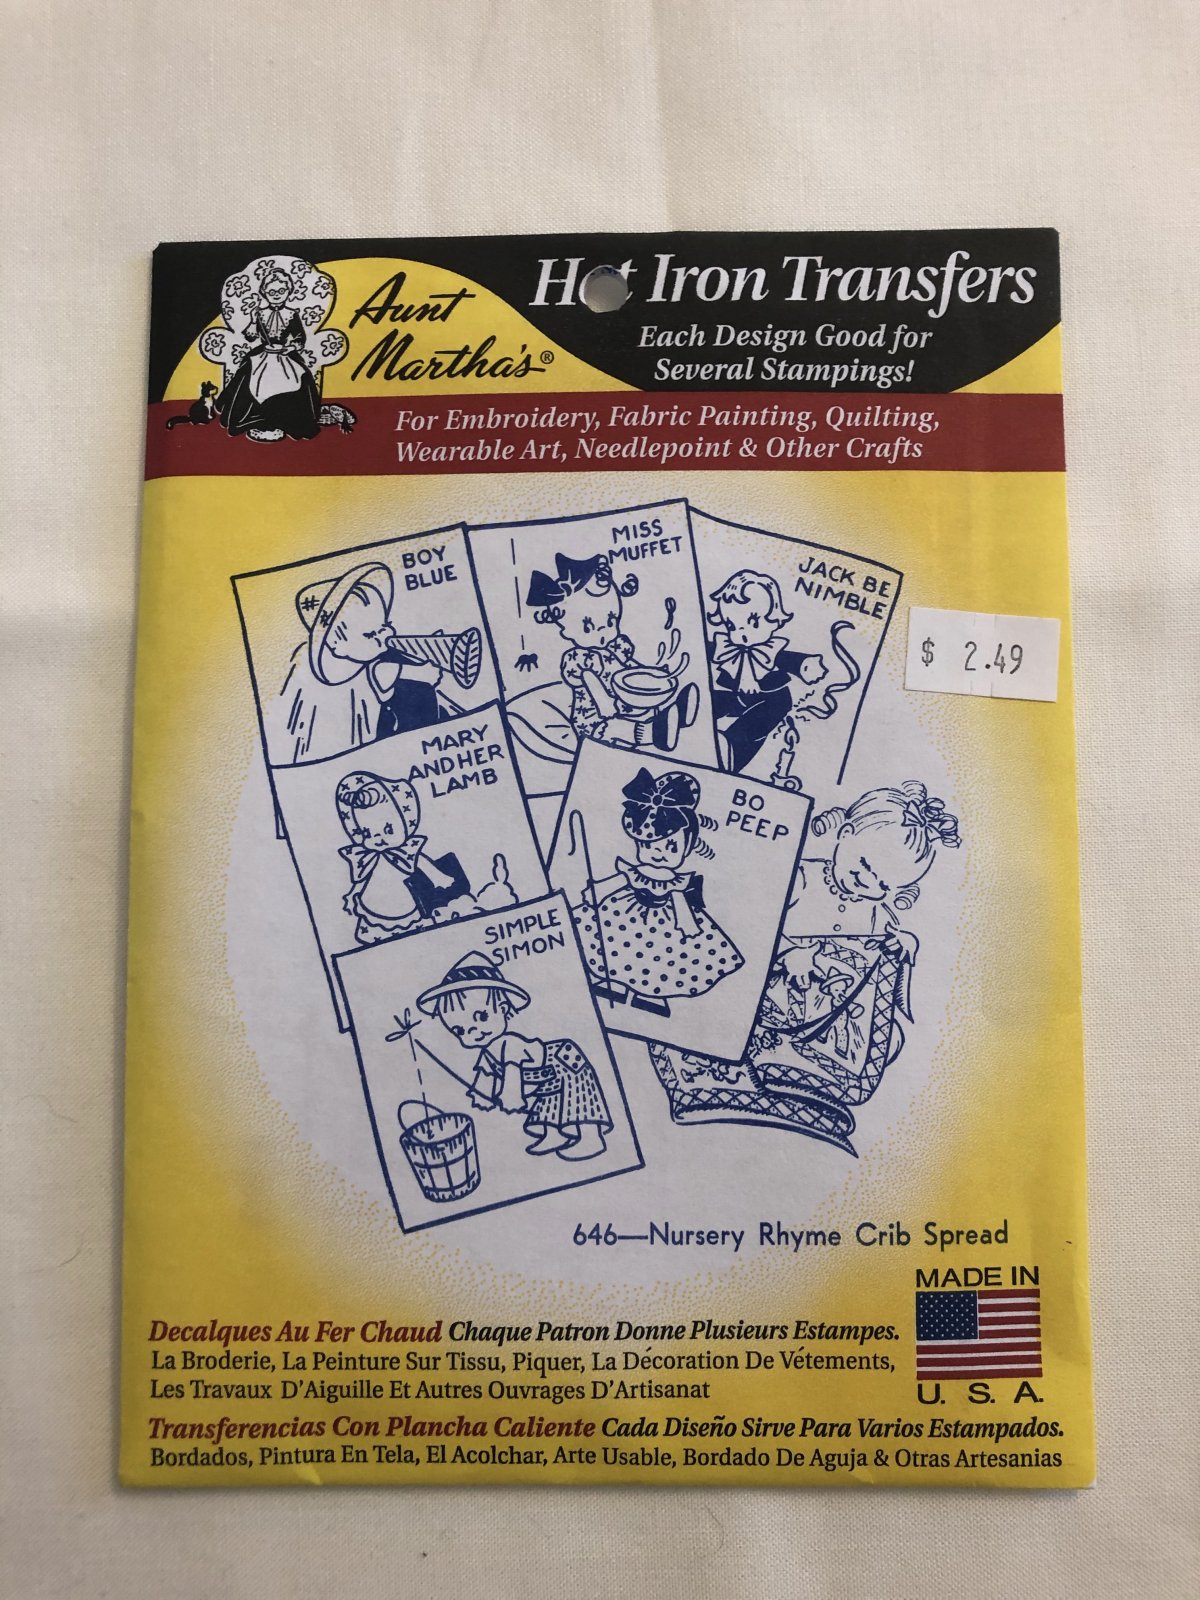 Aunt
Martha's®
Hot Iron Transfers
Each Design Good for
Several Stampings!
For Embroidery, Fabric Painting, Quilting,
Wearable Art, Needlepoint & Other Crafts
BOY
BLUE
MISS
MUFFET
JACK BE
NIMBLE
$ 2.49
MARY
AND HER
LAMB
BO
PEEP
SIMPLE
SIMON
646—Nursery Rhyme Crib Spread
MADE IN
U. S. A.
Decalques Au Fer Chaud Chaque Patron Donne Plusieurs Estampes.
La Broderie, La Peinture Sur Tissu, Piquer, La Décoration De Vétements,
Les Travaux D'Aiguille Et Autres Ouvrages D'Artisanat
Transferencias Con Plancha Caliente Cada Diseño Sirve Para Varios Estampados.
Bordados, Pintura En Tela, El Acolchar, Arte Usable, Bordado De Aguja & Otras Artesanias